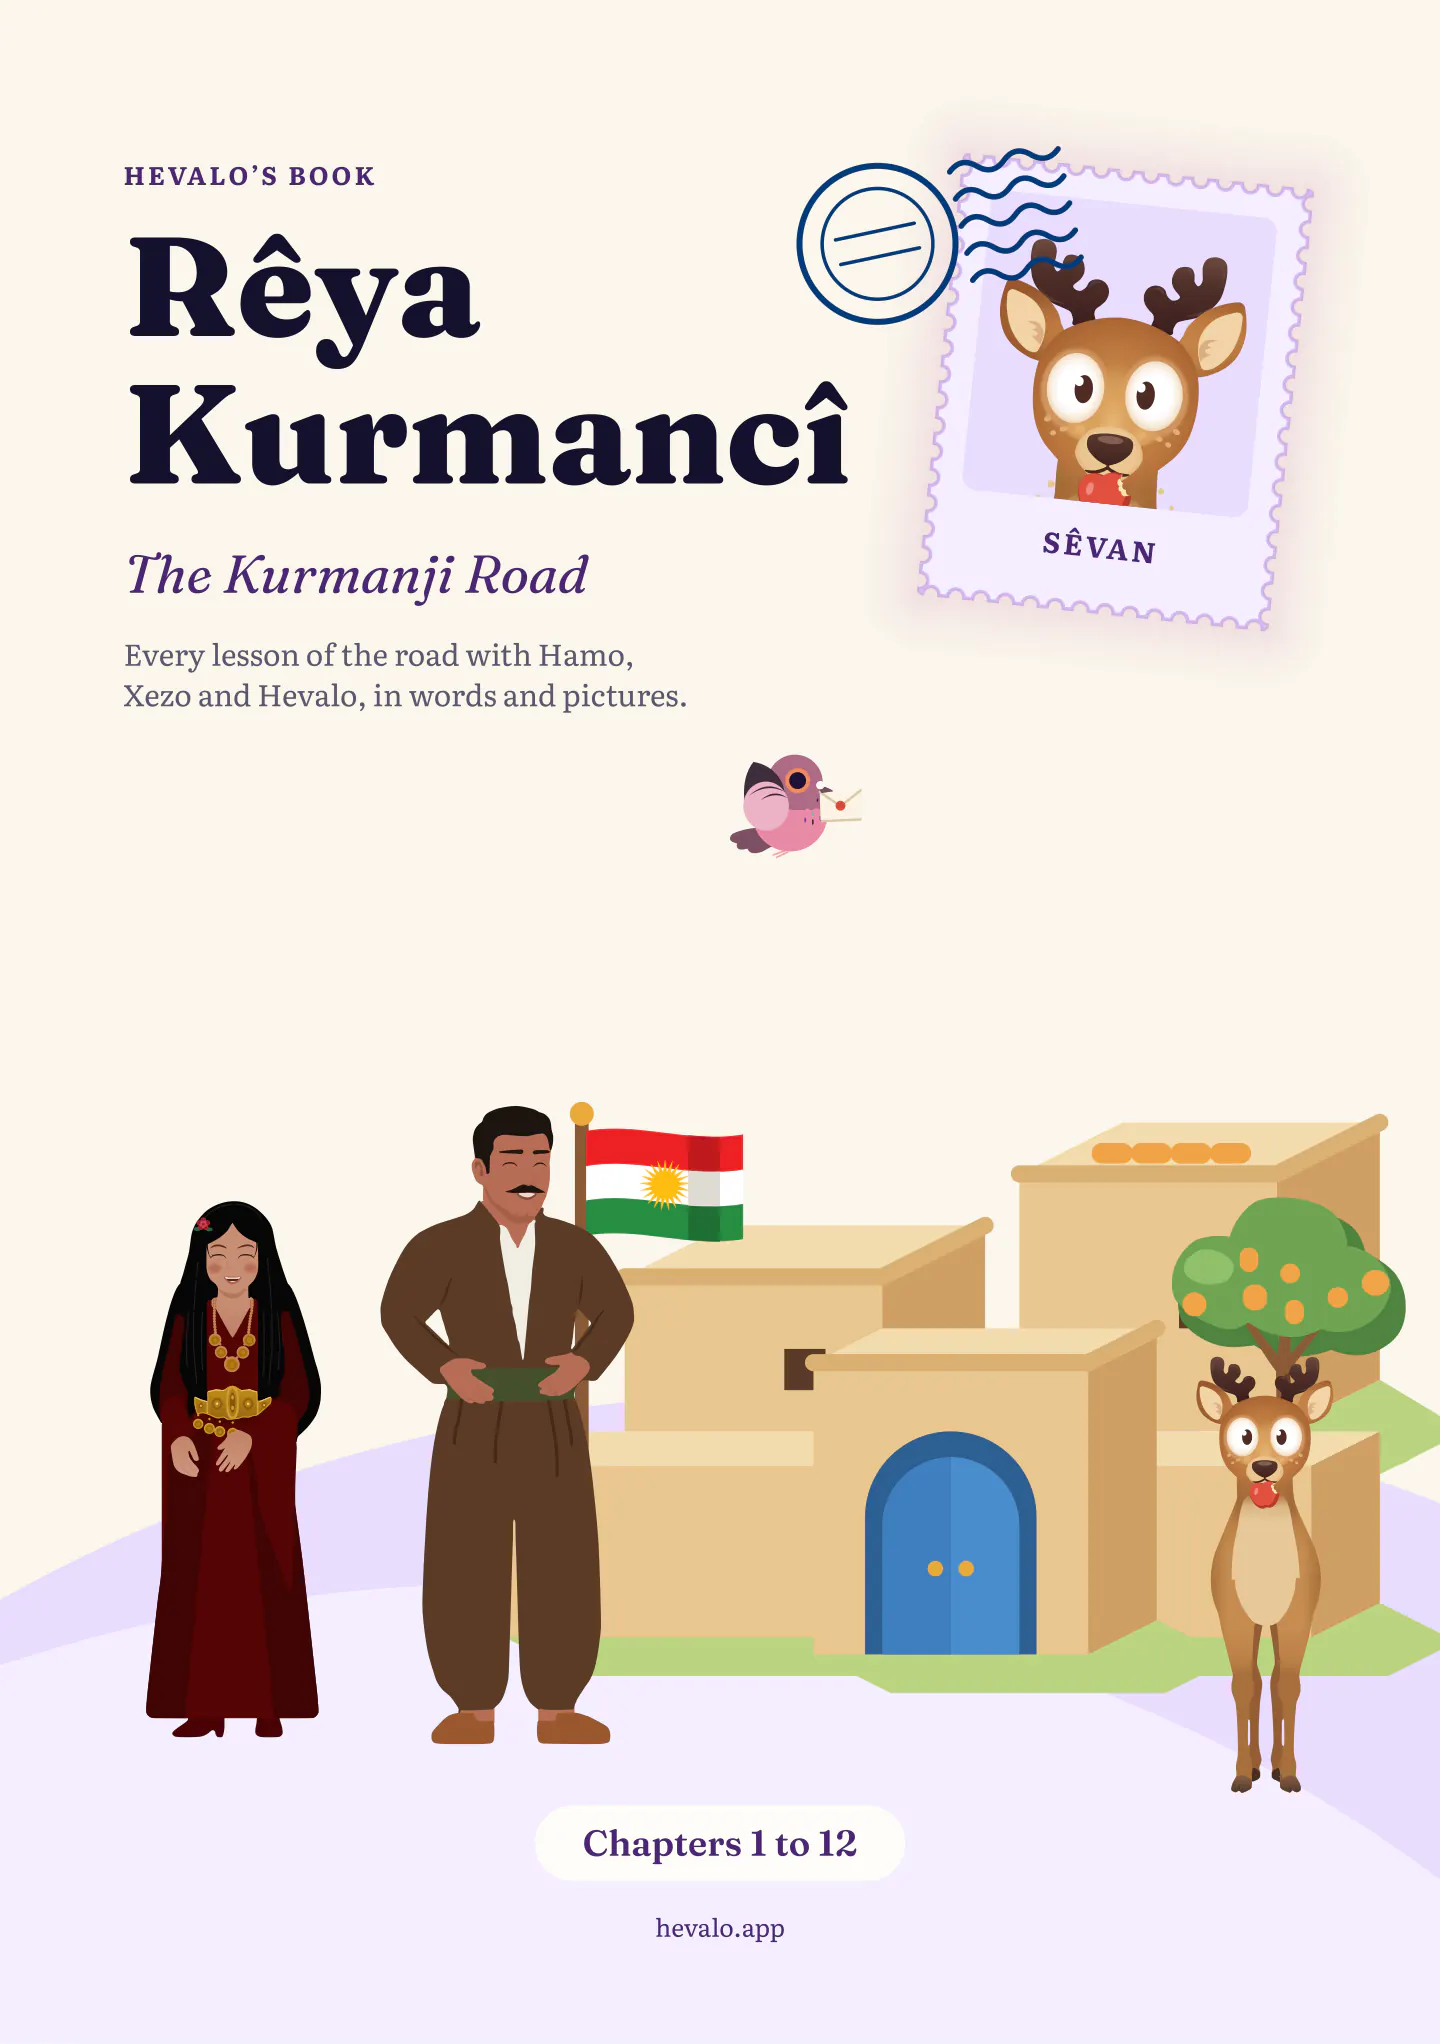 HEVALO’S BOOK
Rêya
Kurmancî
The Kurmanji Road
Every lesson of the road with Hamo,
Xezo and Hevalo, in words and pictures.
SÊVAN
Chapters 1 to 12
hevalo.app